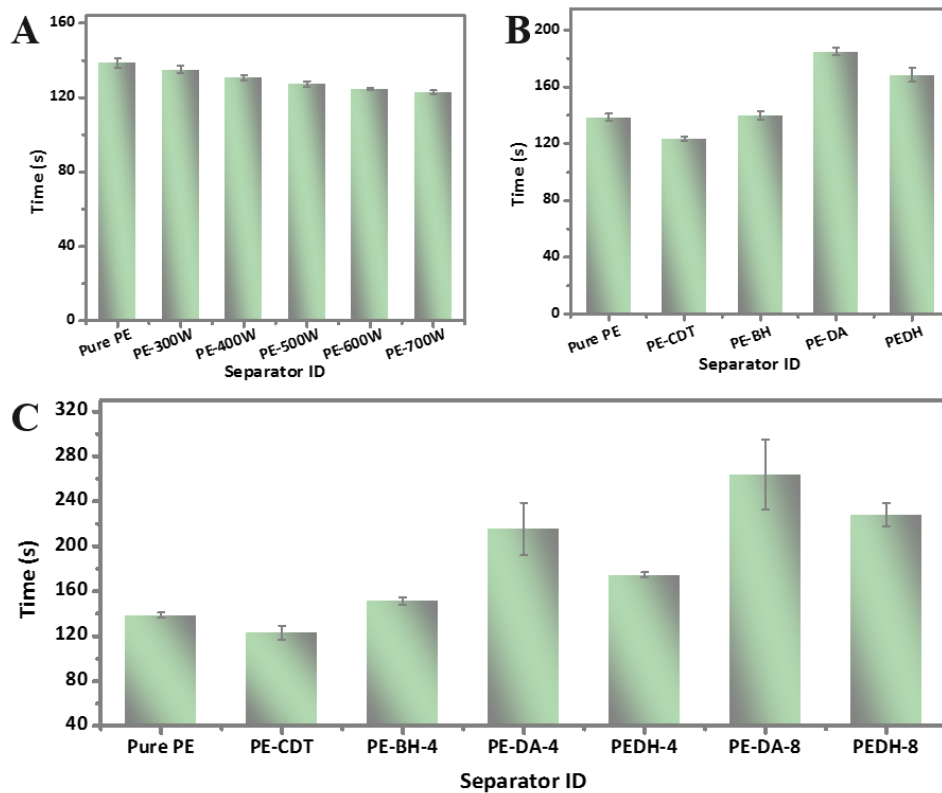 A
Time (s)
160
120
80
40
0
Pure PE PE-300W PE-400W PE-500W PE-600W PE-700W
Separator ID
B
Time (s)
200
160
120
80
40
0
Pure PE PE-CDT PE-BH PE-DA PEDH
Separator ID
C
Time (s)
320
280
240
200
160
120
80
40
Pure PE PE-CDT PE-BH-4 PE-DA-4 PEDH-4 PE-DA-8 PEDH-8
Separator ID